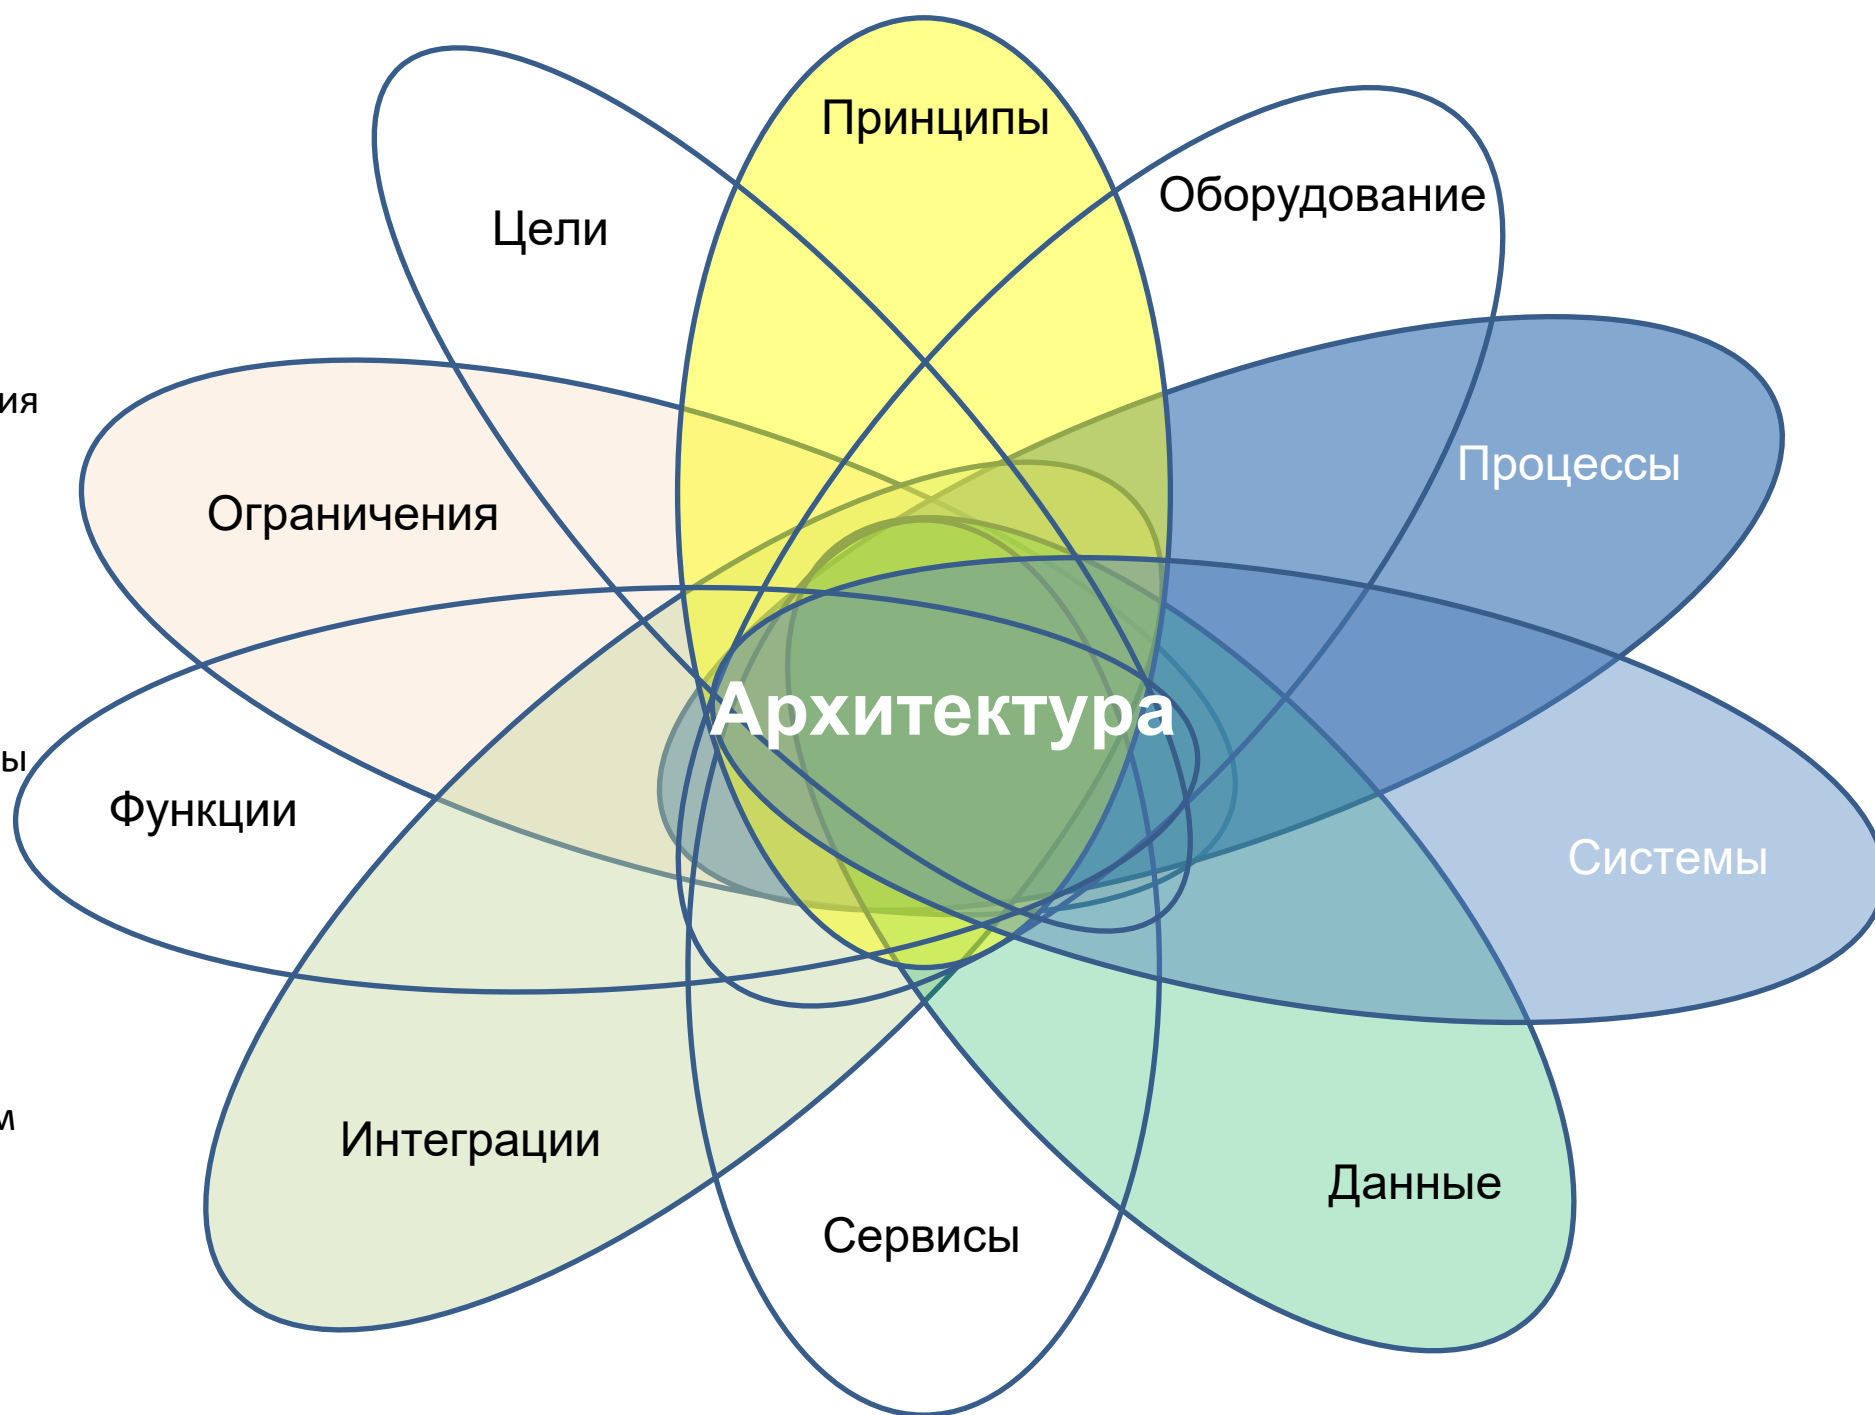 Принципы
Оборудование
Цели
Процессы
Ограничения
Архитектура
Функции
Системы
Интеграции
Данные
Сервисы